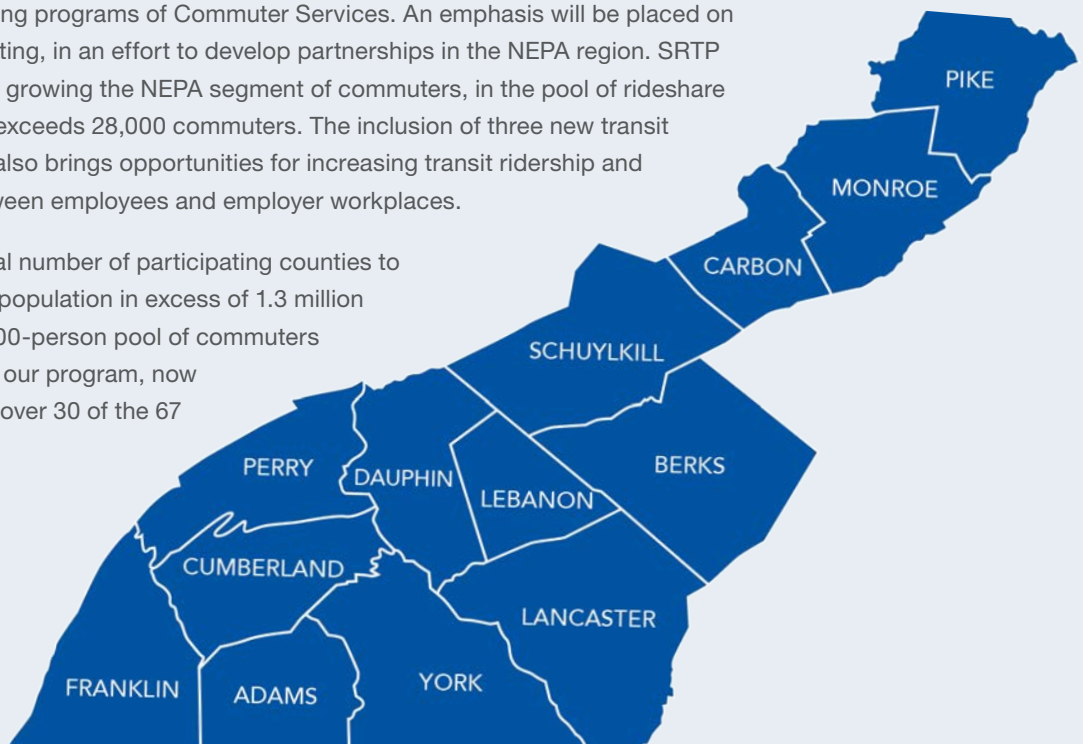 ng programs of Commuter Services. An emphasis will be placed on
ting, in an effort to develop partnerships in the NEPA region. SRTP
growing the NEPA segment of commuters, in the pool of rideshare
exceeds 28,000 commuters. The inclusion of three new transit
also brings opportunities for increasing transit ridership and
ween employees and employer workplaces.
al number of participating counties to
population in excess of 1.3 million
00-person pool of commuters
our program, now
over 30 of the 67
PIKE
MONROE
CARBON
SCHUYLKILL
BERKS
PERRY
DAUPHIN
LEBANON
CUMBERLAND
LANCASTER
FRANKLIN
ADAMS
YORK